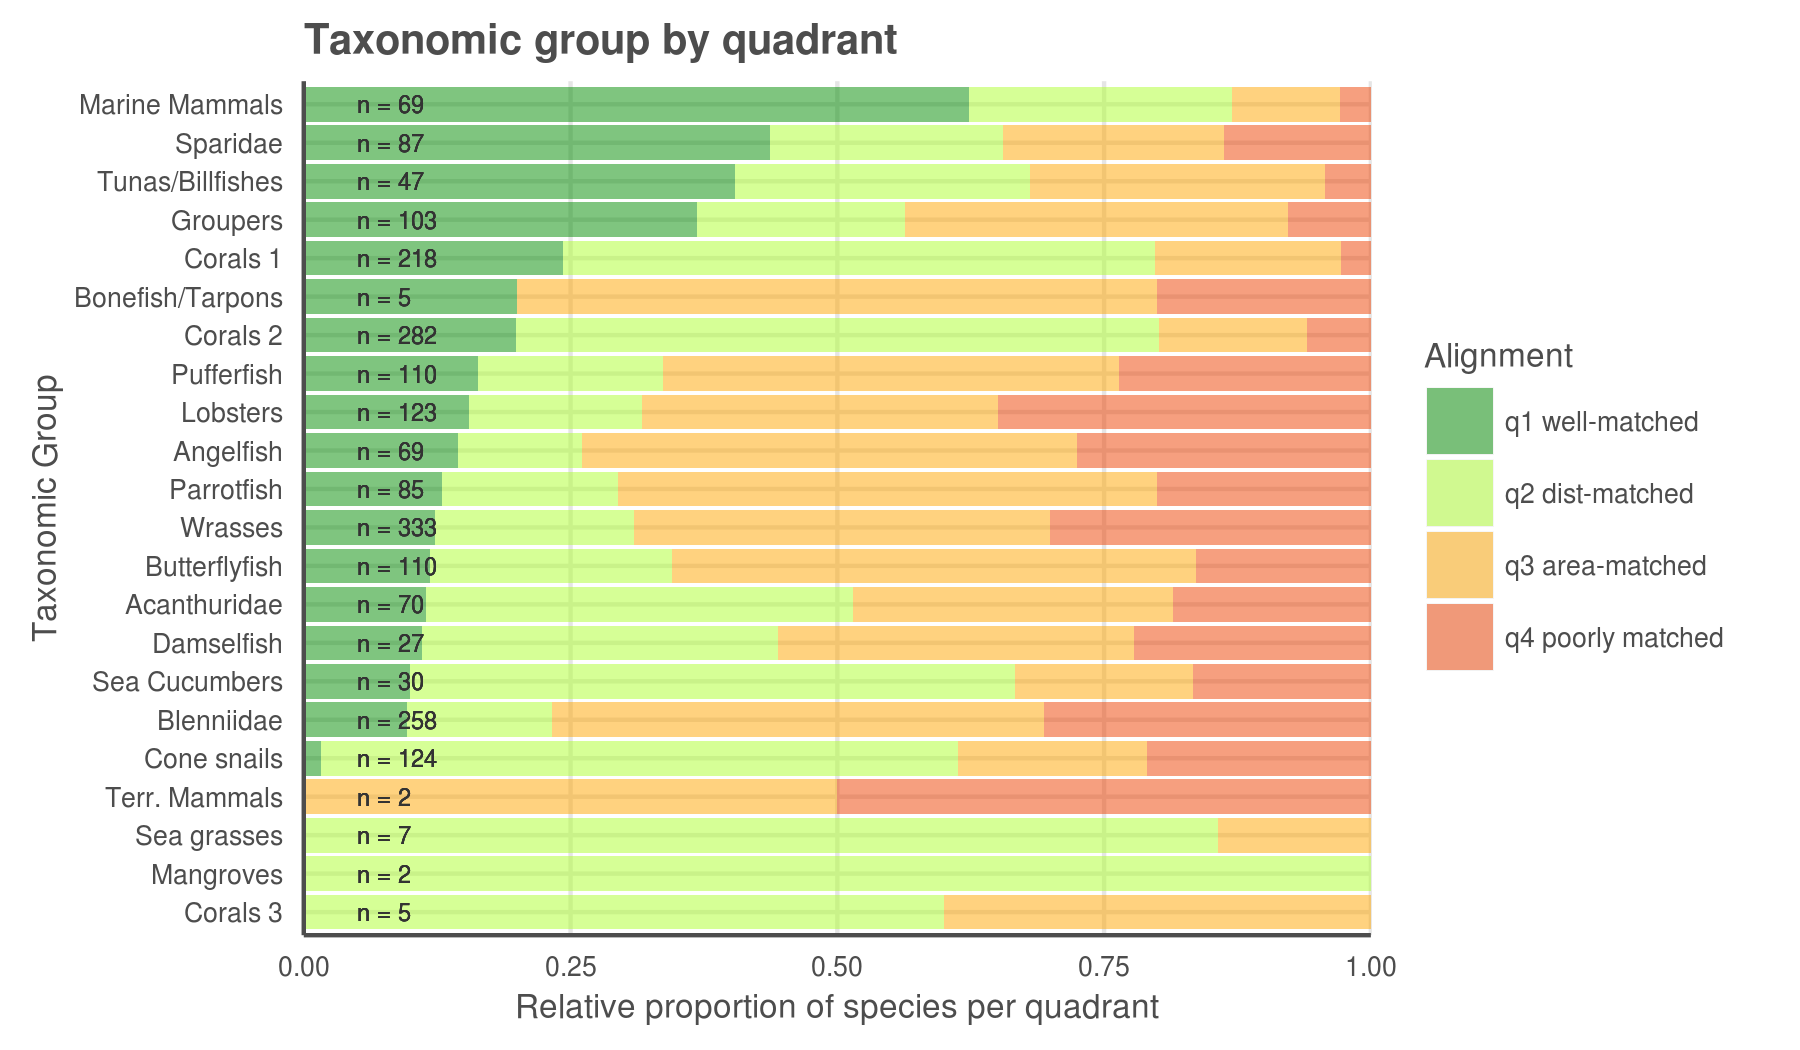 Taxonomic group by quadrant
Taxonomic Group
Marine Mammals n = 69
Sparidae n = 87
Tunas/Billfishes n = 47
Groupers n = 103
Corals 1 n = 218
Bonefish/Tarpons n = 5
Corals 2 n = 282
Pufferfish n = 110
Lobsters n = 123
Angelfish n = 69
Parrotfish n = 85
Wrasses n = 333
Butterflyfish n = 110
Acanthuridae n = 70
Damselfish n = 27
Sea Cucumbers n = 30
Blenniidae n = 258
Cone snails n = 124
Terr. Mammals n = 2
Sea grasses n = 7
Mangroves n = 2
Corals 3 n = 5
0.00 0.25 0.50 0.75 1.00
Relative proportion of species per quadrant
Alignment
q1 well-matched
q2 dist-matched
q3 area-matched
q4 poorly matched